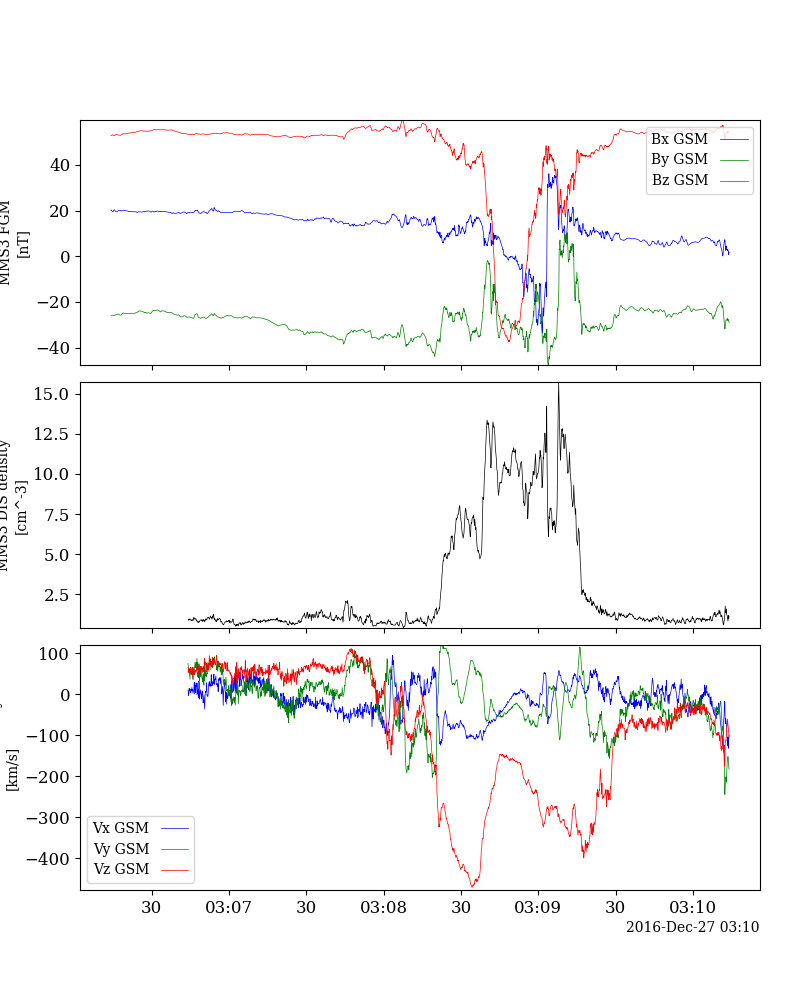 MMS3 FGM
[nT]
40
20
0
−20
−40
Bx GSM
By GSM
Bz GSM
MMS3 DIS density
[cm^-3]
15.0
12.5
10.0
7.5
5.0
2.5
[km/s]
100
0
−100
−200
−300
−400
Vx GSM
Vy GSM
Vz GSM
30 03:07 30 03:08 30 03:09 30 03:10
2016-Dec-27 03:10